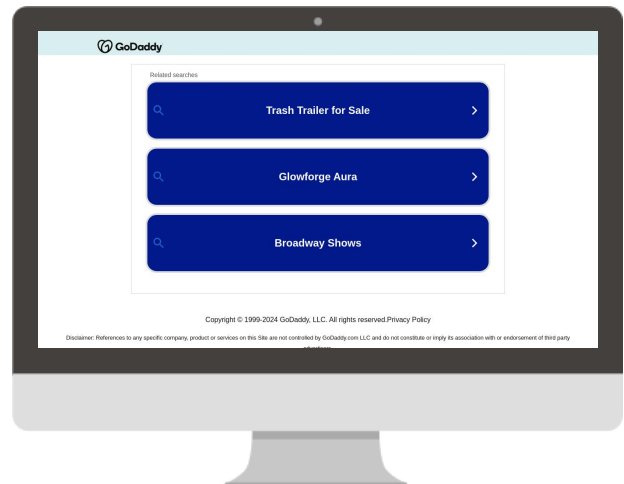 GoDaddy
Related searches
Trash Trailer for Sale
Glowforge Aura
Broadway Shows
Copyright © 1999-2024 GoDaddy, LLC. All rights reserved.Privacy Policy
Disclaimer: References to any specific company, product or services on this Site are not controlled by GoDaddy.com LLC and do not constitute or imply its association with or endorsement of third party